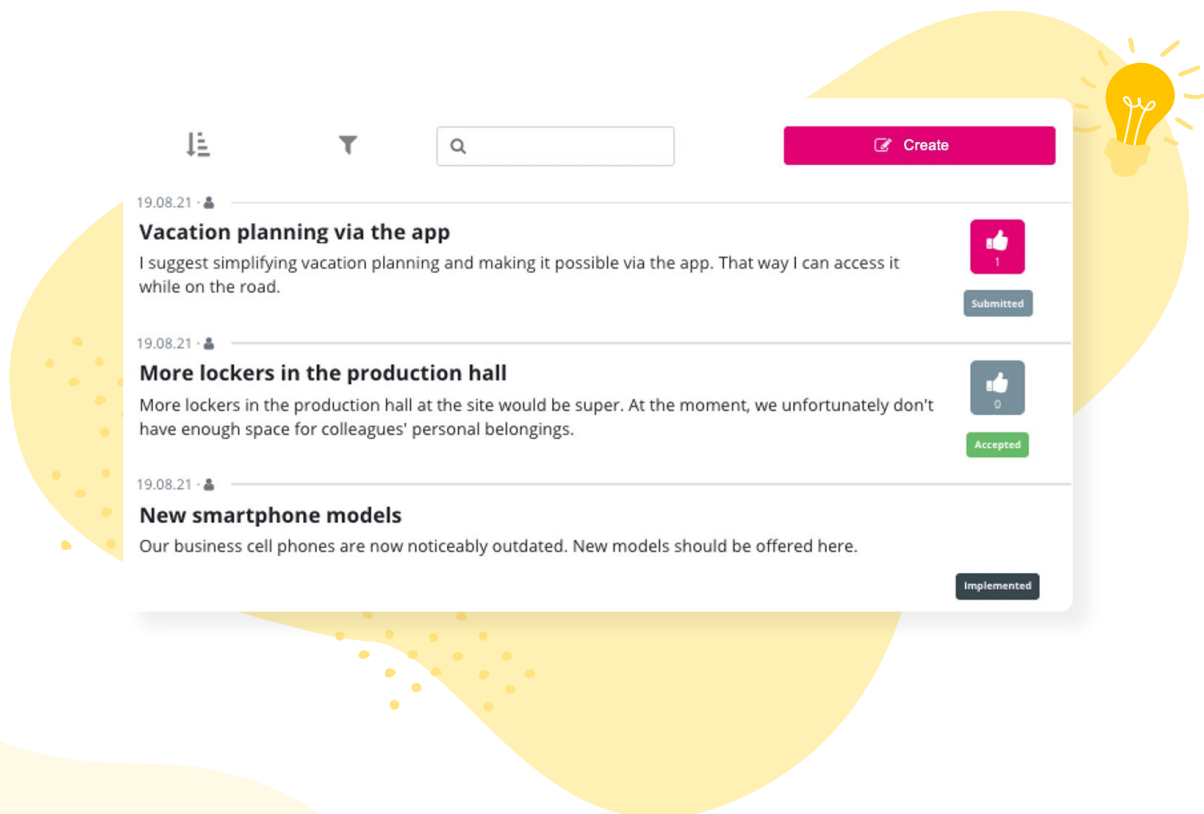 Create
19.08.21 ·
Vacation planning via the app
I suggest simplifying vacation planning and making it possible via the app. That way I can access it
while on the road.
1
Submitted
19.08.21 ·
More lockers in the production hall
More lockers in the production hall at the site would be super. At the moment, we unfortunately don't
have enough space for colleagues' personal belongings.
0
Accepted
19.08.21 ·
New smartphone models
Our business cell phones are now noticeably outdated. New models should be offered here.
Implemented